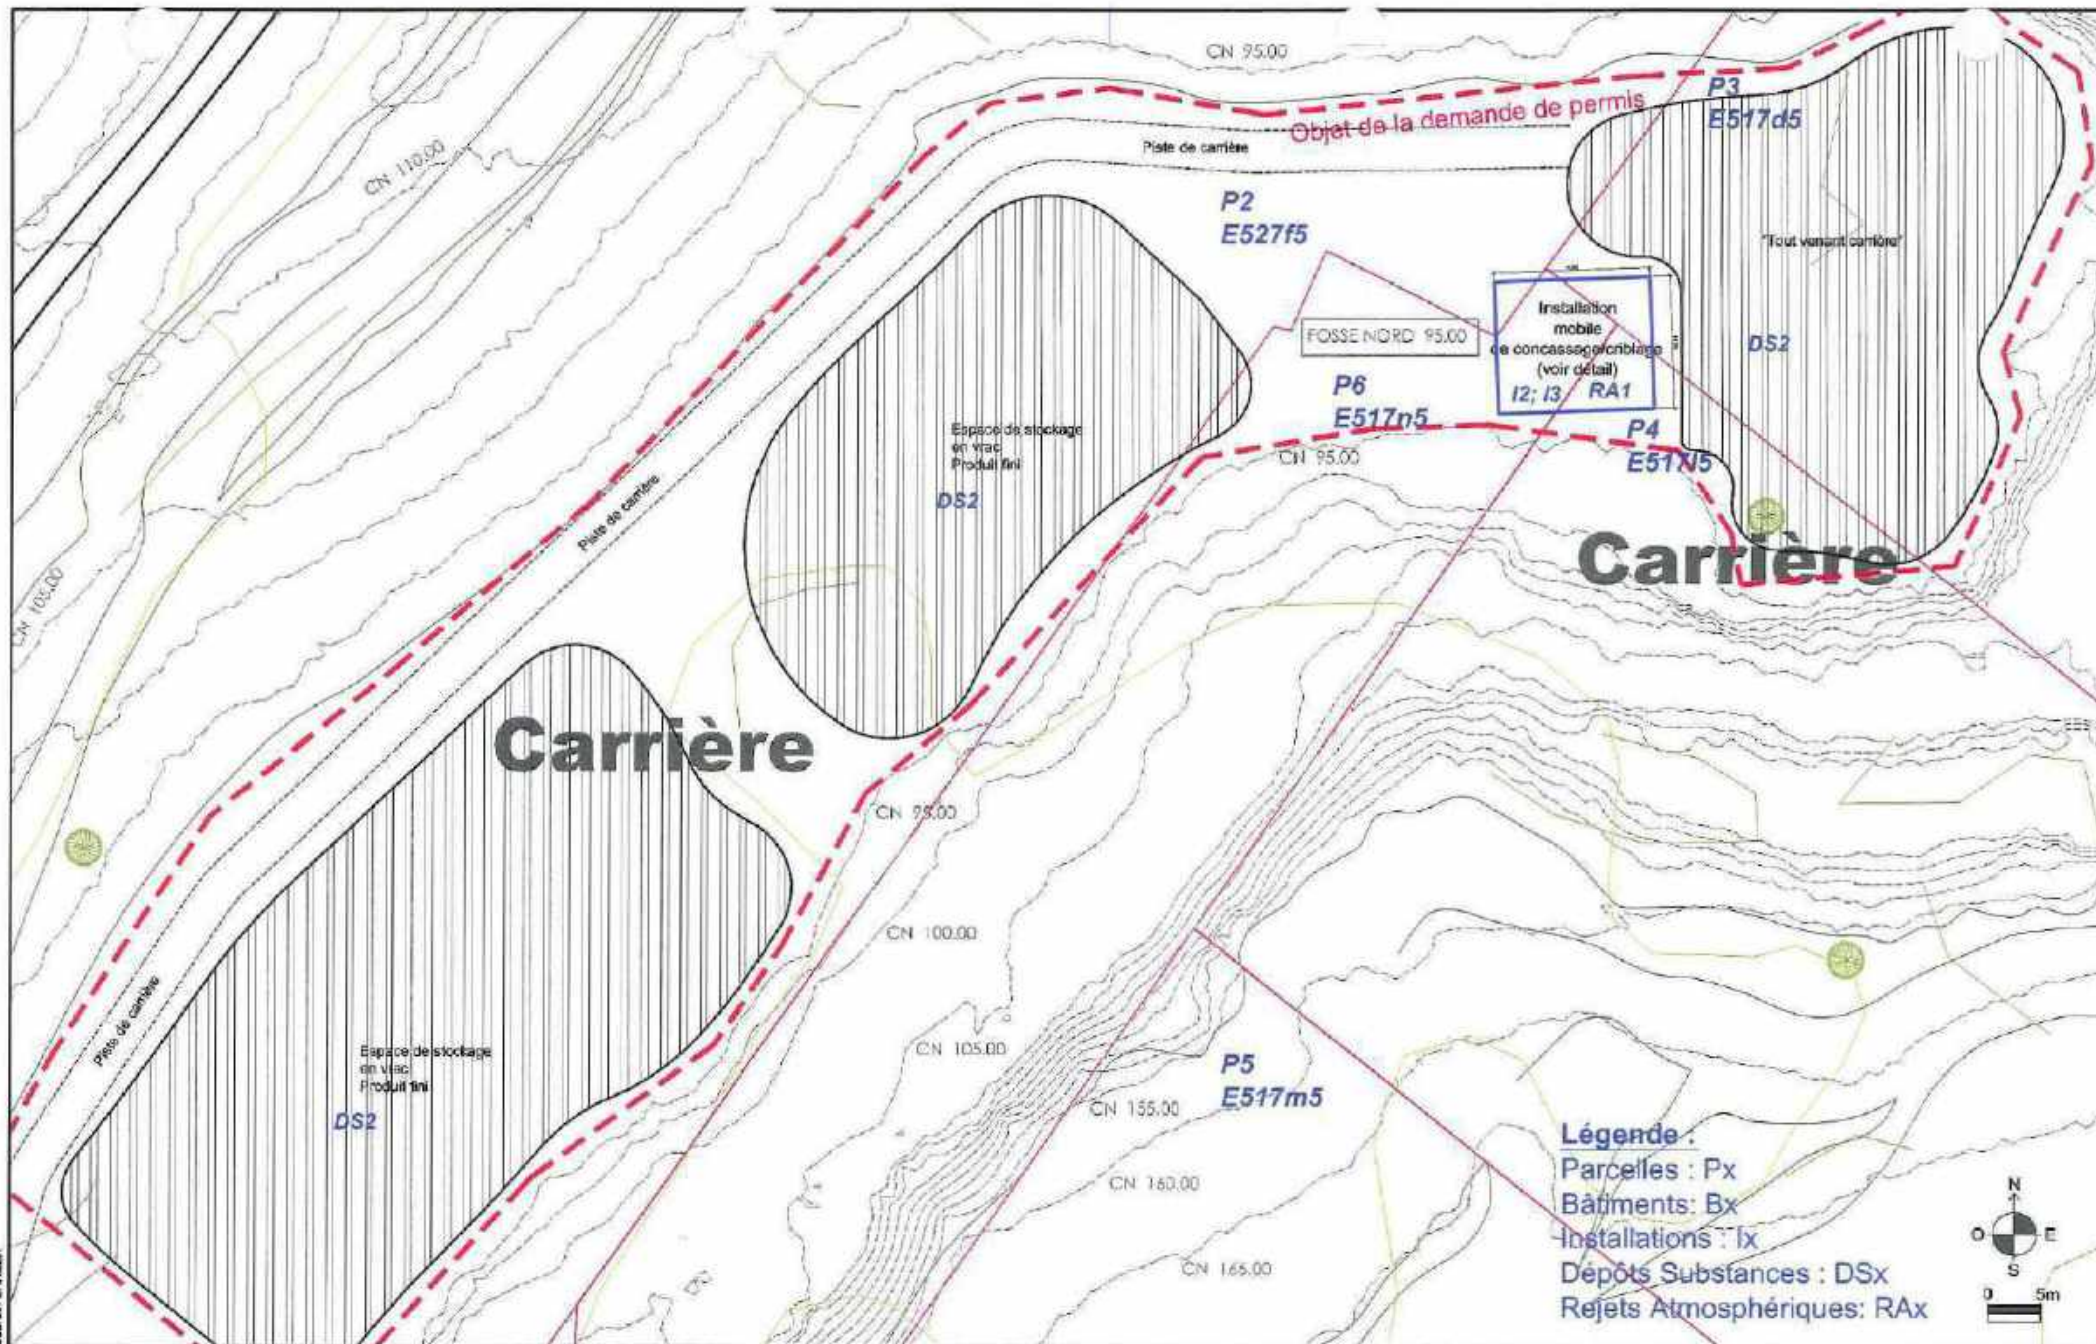 CN 95.00
Objet de la demande de permis
P3
E517d5
Piste de carrière
CN 110.00
P2
E527f5
"Tout venant carrière"
Installation
mobile
de concassage/criblage
(voir détail)
I2; I3 RA1
FOSSE NORD 95.00
DS2
P6
E517n5
P4
E517l5
CN 95.00
Espace de stockage
en vrac
Produit fini
DS2
Piste de carrière
Carrière
CN 105.00
Carrière
CN 95.00
CN 100.00
Piste de carrière
CN 105.00
Espace de stockage
en vrac
Produit fini
DS2
P5
E517m5
CN 155.00
CN 160.00
CN 165.00
Légende :
Parcelles : Px
Bâtiments: Bx
Installations : Ix
Dépôts Substances : DSx
Rejets Atmosphériques: RAx
N
O E
S
0 5m